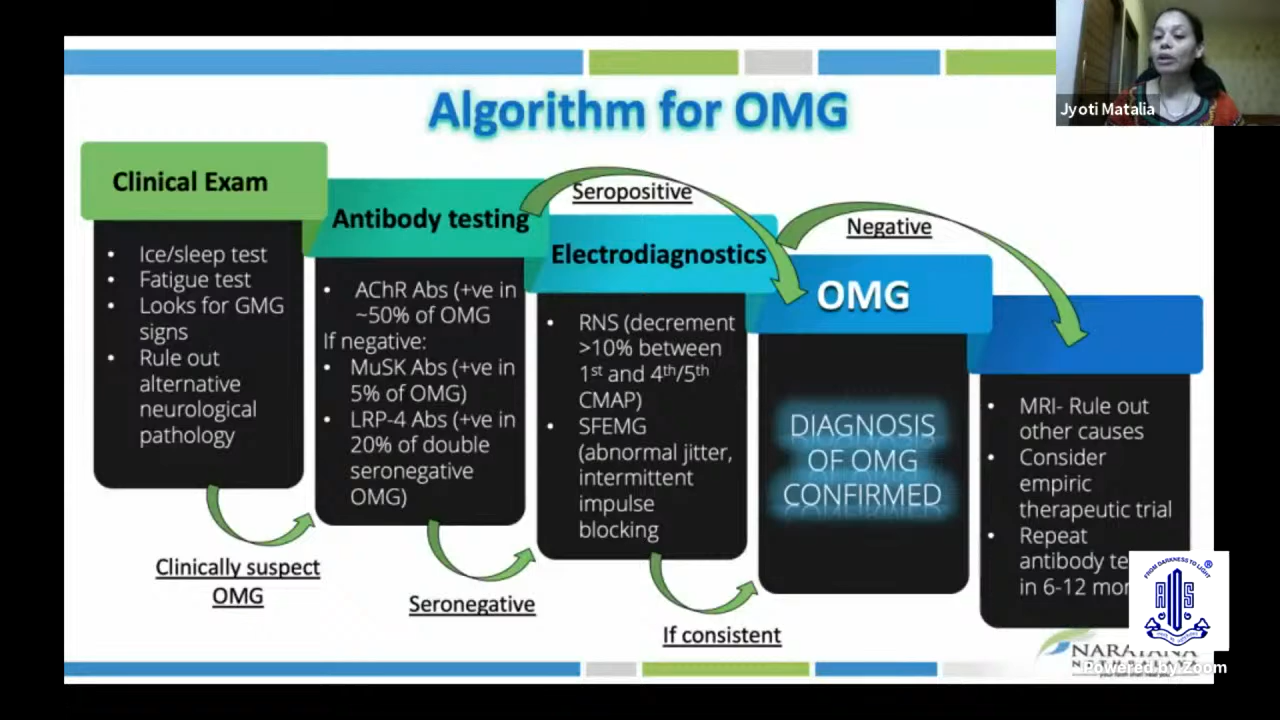 Jyoti Matalia
Algorithm for OMG
Clinical Exam
• Ice/sleep test
• Fatigue test
• Looks for GMG
signs
• Rule out
alternative
neurological
pathology
Clinically suspect
OMG
Antibody testing
• AChR Abs (+ve in
~50% of OMG
If negative:
• MuSK Abs (+ve in
5% of OMG)
• LRP-4 Abs (+ve in
20% of double
seronegative
OMG)
Seronegative
Seropositive
Electrodiagnostics
• RNS (decrement
>10% between
1st and 4th/5th
CMAP)
• SFEMG
(abnormal jitter,
intermittent
impulse
blocking
If consistent
OMG
DIAGNOSIS
OF OMG
CONFIRMED
Negative
• MRI- Rule out
other causes
• Consider
empiric
therapeutic trial
• Repeat
antibody
in 6-12
FROM DARKNESS TO LIGHT
NARAYANA
Powered by Zoom